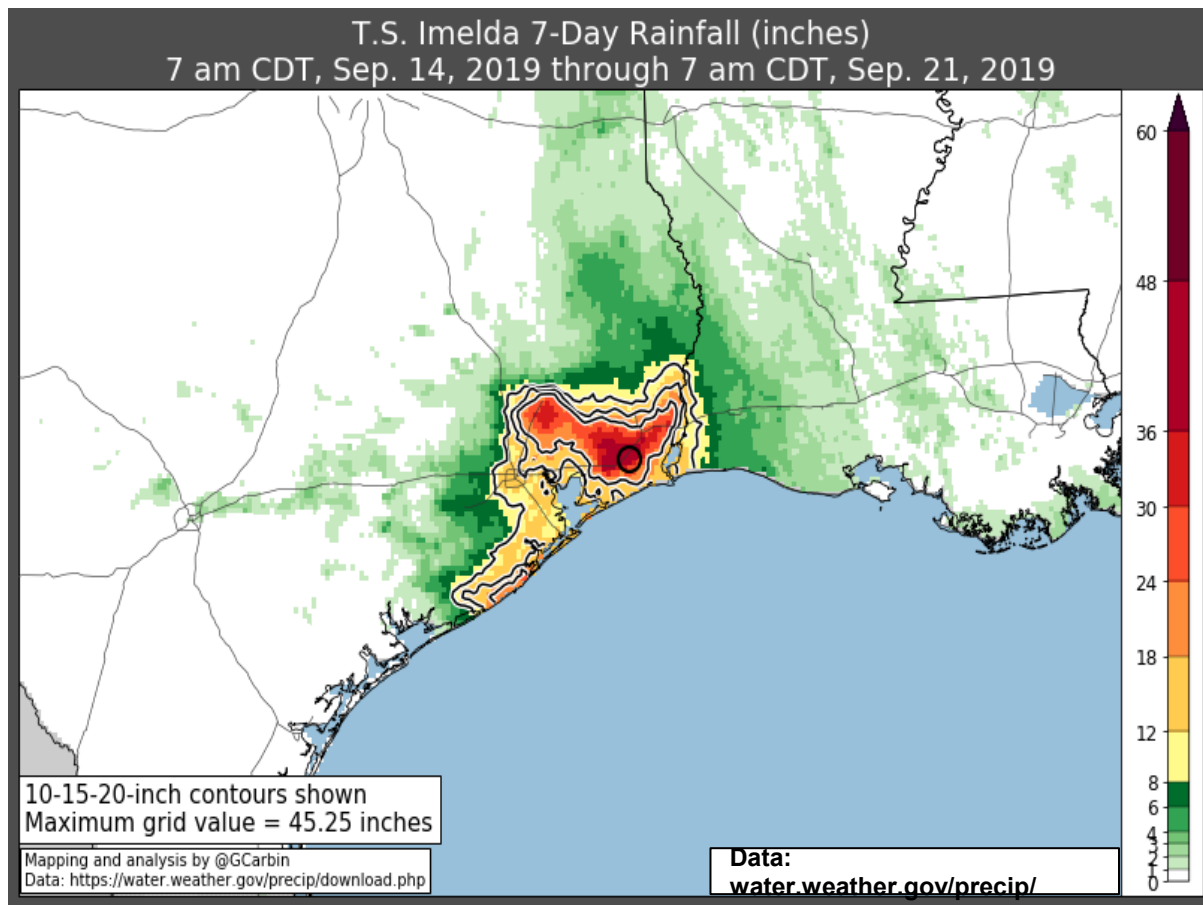 T.S. Imelda 7-Day Rainfall (inches)
7 am CDT, Sep. 14, 2019 through 7 am CDT, Sep. 21, 2019
60
48
36
30
24
18
12
8
6
4
3
2
1
0
10-15-20-inch contours shown
Maximum grid value = 45.25 inches
Mapping and analysis by @GCarbin
Data: https://water.weather.gov/precip/download.php
Data:
water.weather.gov/precip/